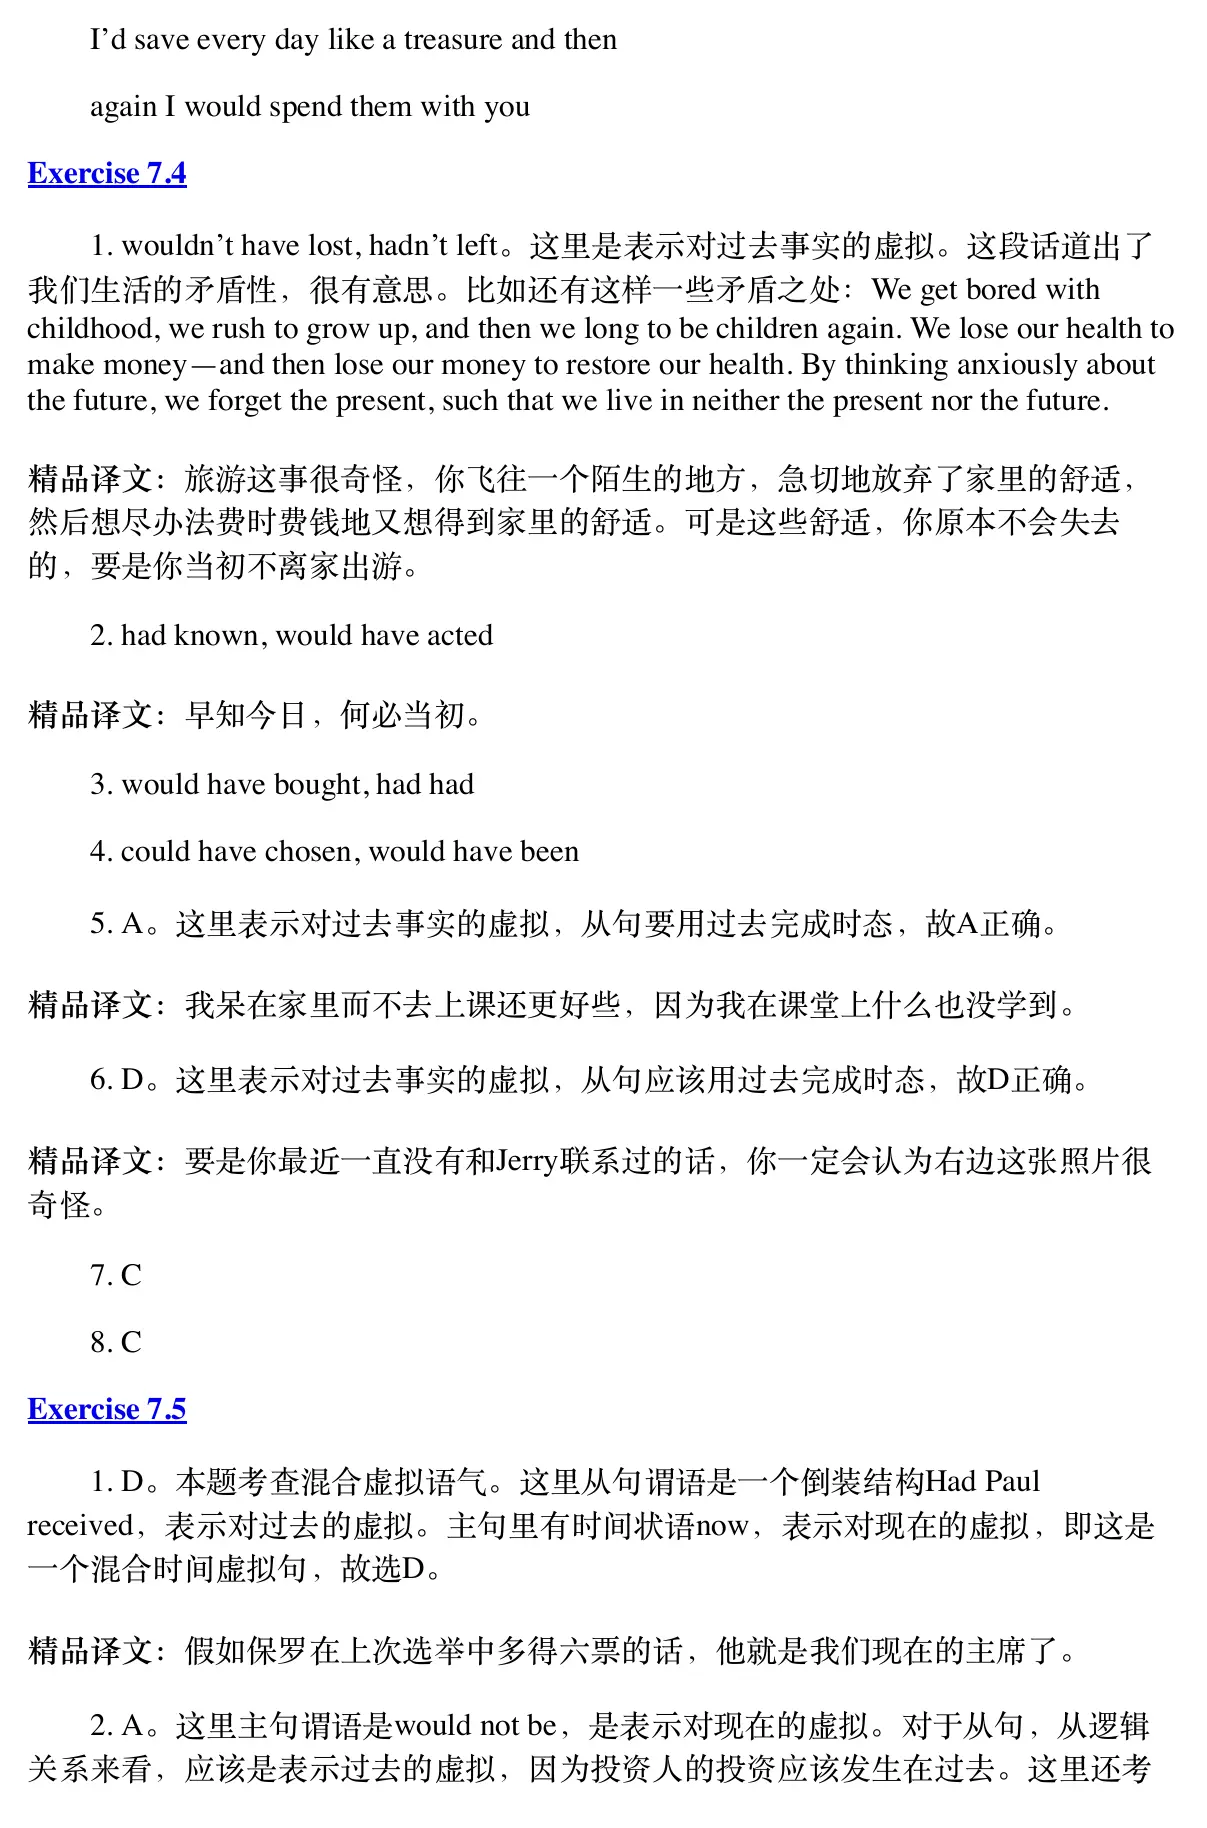 I’d save every day like a treasure and then
again I would spend them with you
Exercise 7.4
1. wouldn’t have lost, hadn’t left。这里是表示对过去事实的虚拟。这段话道出了
我们生活的矛盾性，很有意思。比如还有这样一些矛盾之处：We get bored with
childhood, we rush to grow up, and then we long to be children again. We lose our health to
make money—and then lose our money to restore our health. By thinking anxiously about
the future, we forget the present, such that we live in neither the present nor the future.
精品译文：旅游这事很奇怪，你飞往一个陌生的地方，急切地放弃了家里的舒适，
然后想尽办法费时费钱地又想得到家里的舒适。可是这些舒适，你原本不会失去
的，要是你当初不离家出游。
2. had known, would have acted
精品译文：早知今日，何必当初。
3. would have bought, had had
4. could have chosen, would have been
5. A。这里表示对过去事实的虚拟，从句要用过去完成时态，故A正确。
精品译文：我呆在家里而不去上课还更好些，因为我在课堂上什么也没学到。
6. D。这里表示对过去事实的虚拟，从句应该用过去完成时态，故D正确。
精品译文：要是你最近一直没有和Jerry联系过的话，你一定会认为右边这张照片很
奇怪。
7. C
8. C
Exercise 7.5
1. D。本题考查混合虚拟语气。这里从句谓语是一个倒装结构Had Paul
received，表示对过去的虚拟。主句里有时间状语now，表示对现在的虚拟，即这是
一个混合时间虚拟句，故选D。
精品译文：假如保罗在上次选举中多得六票的话，他就是我们现在的主席了。
2. A。这里主句谓语是would not be，是表示对现在的虚拟。对于从句，从逻辑
关系来看，应该是表示过去的虚拟，因为投资人的投资应该发生在过去。这里还考